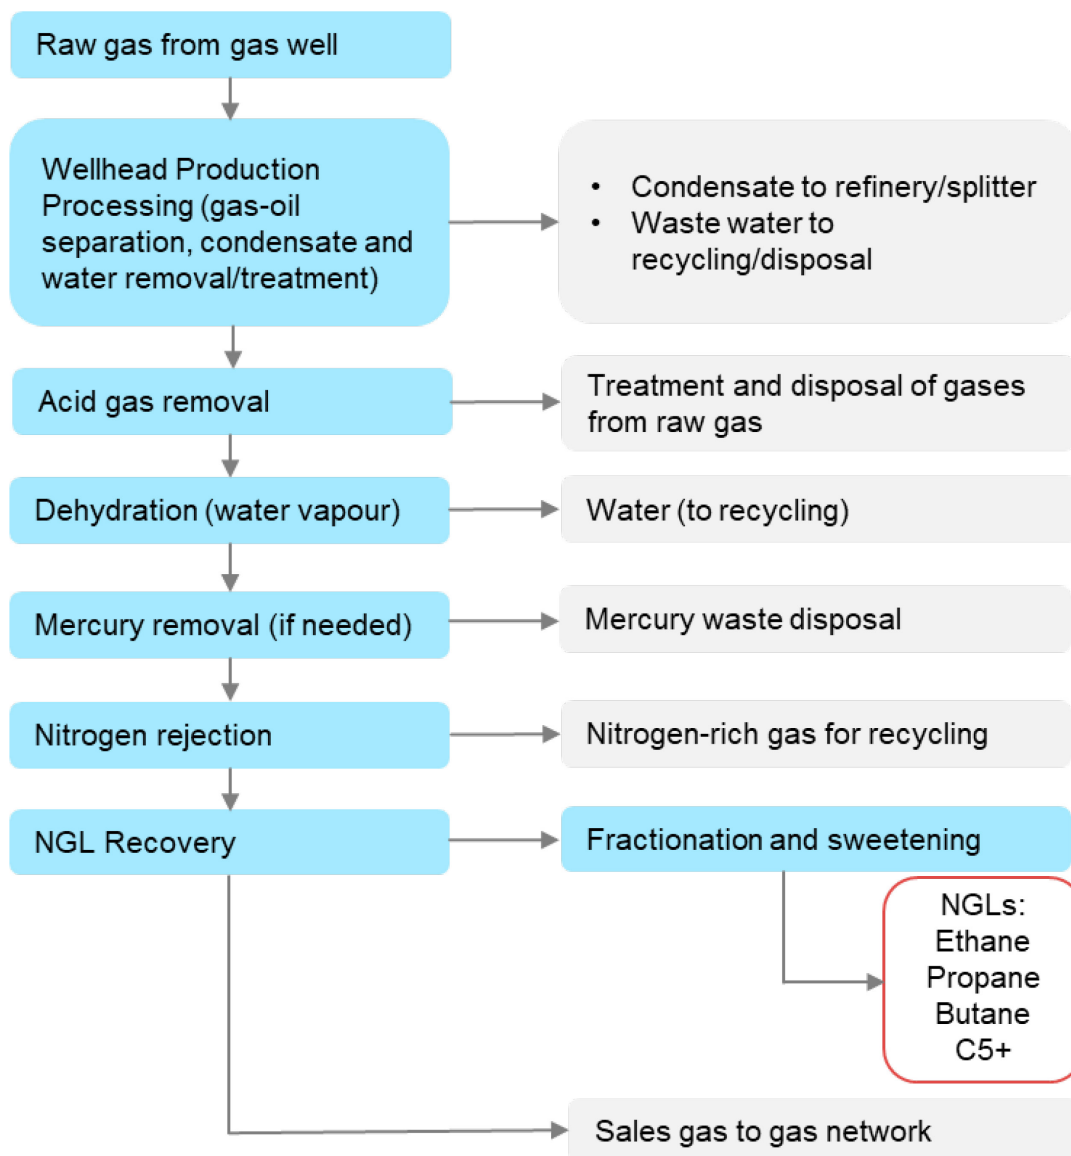 Raw gas from gas well
Wellhead Production
Processing (gas-oil
separation, condensate and
water removal/treatment)
• Condensate to refinery/splitter
• Waste water to
recycling/disposal
Acid gas removal
Treatment and disposal of gases
from raw gas
Dehydration (water vapour)
Water (to recycling)
Mercury removal (if needed)
Mercury waste disposal
Nitrogen rejection
Nitrogen-rich gas for recycling
NGL Recovery
Fractionation and sweetening
NGLs:
Ethane
Propane
Butane
C5+
Sales gas to gas network